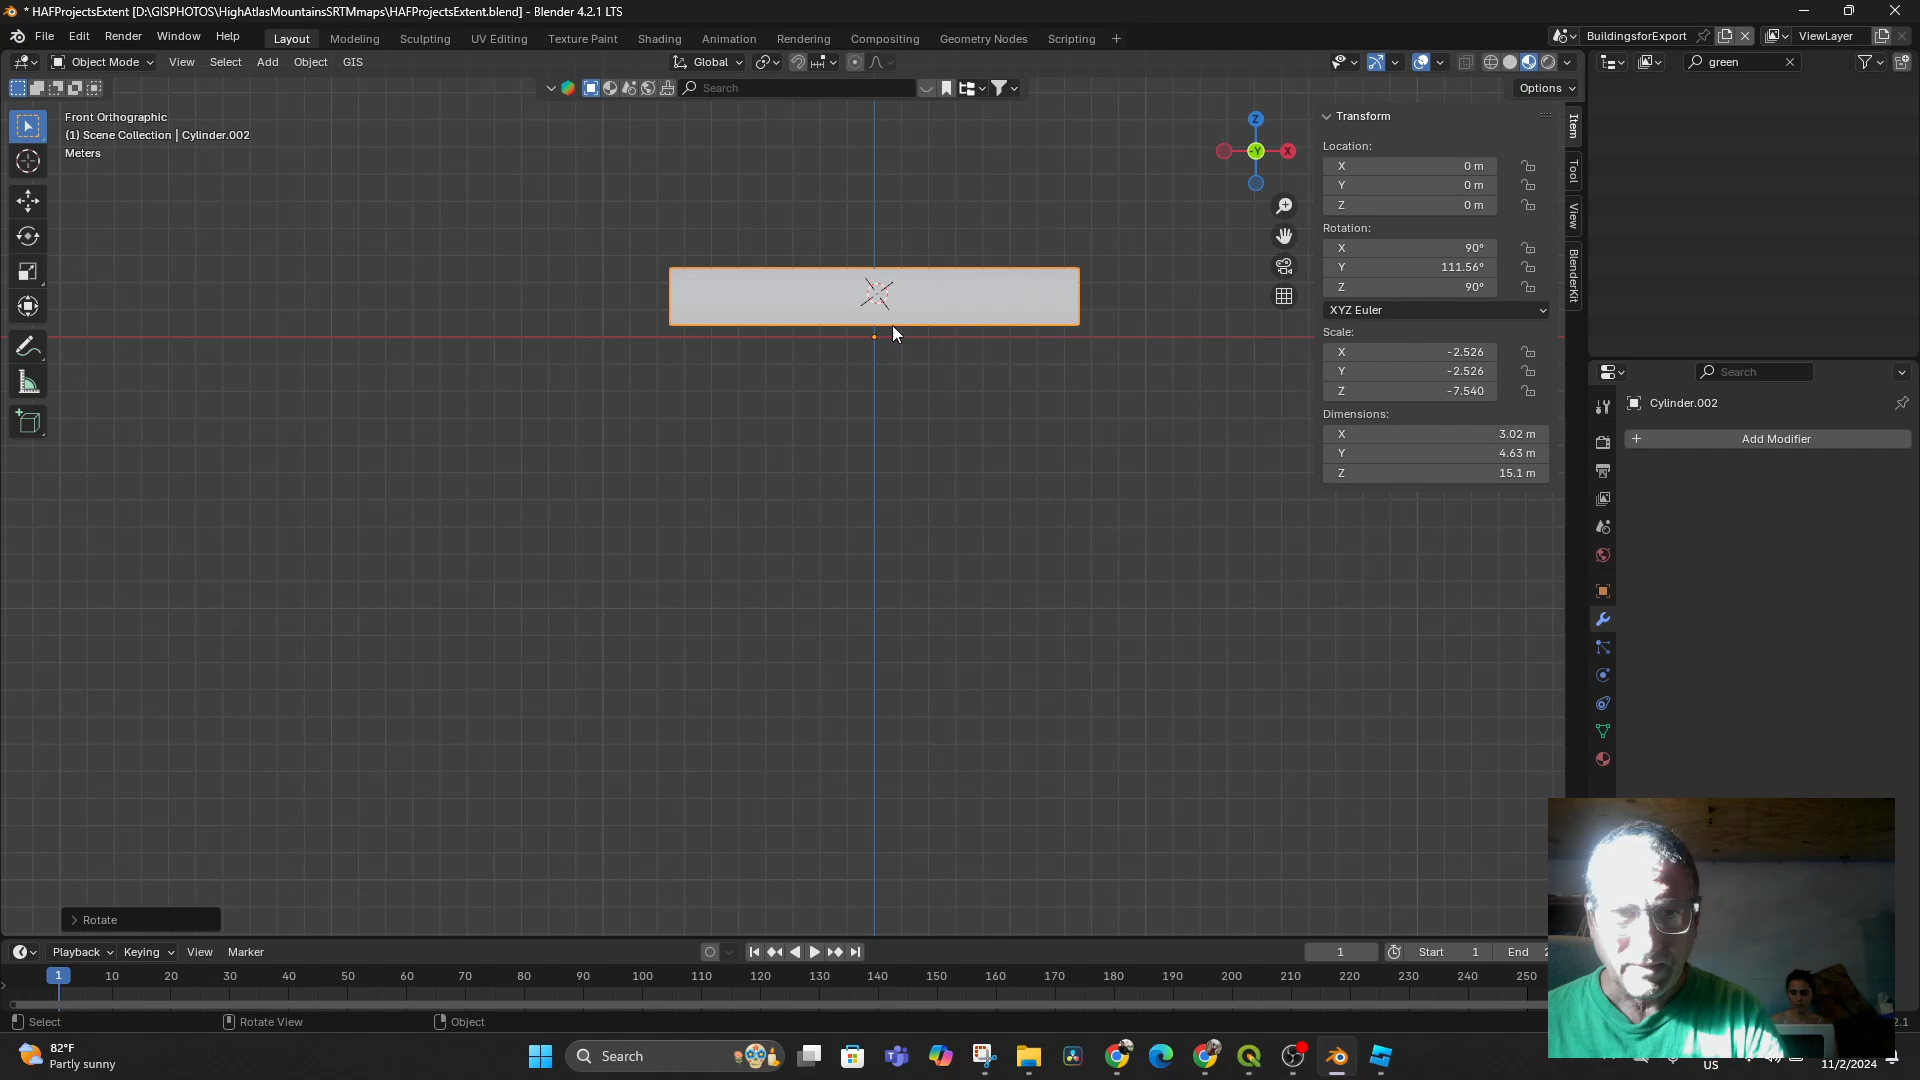 * HAFProjectsExtent [D:\GISPHOTOS\HighAtlasMountainsSRTMmaps\HAFProjectsExtent.blend] - Blender 4.2.1 LTS
File Edit Render Window Help Layout Modeling Sculpting UV Editing Texture Paint Shading Animation Rendering Compositing Geometry Nodes Scripting + BuildingsforExport ViewLayer
Object Mode View Select Add Object GIS Global green
Search Options
Front Orthographic
(1) Scene Collection | Cylinder.002
Meters
Z
-Y
X
Transform
Location:
X 0 m
Y 0 m
Z 0 m
Rotation:
X 90°
Y 111.56°
Z 90°
XYZ Euler
Scale:
X -2.526
Y -2.526
Z -7.540
Dimensions:
X 3.02 m
Y 4.63 m
Z 15.1 m
Item
Tool
View
BlenderKit
Search
Cylinder.002
+ Add Modifier
Rotate
Playback Keying View Marker 1 Start 1 End 2
1 10 20 30 40 50 60 70 80 90 100 110 120 130 140 150 160 170 180 190 200 210 220 230 240 250
Select Rotate View Object 2.1
82°F
Partly sunny
Search
US
11/2/2024